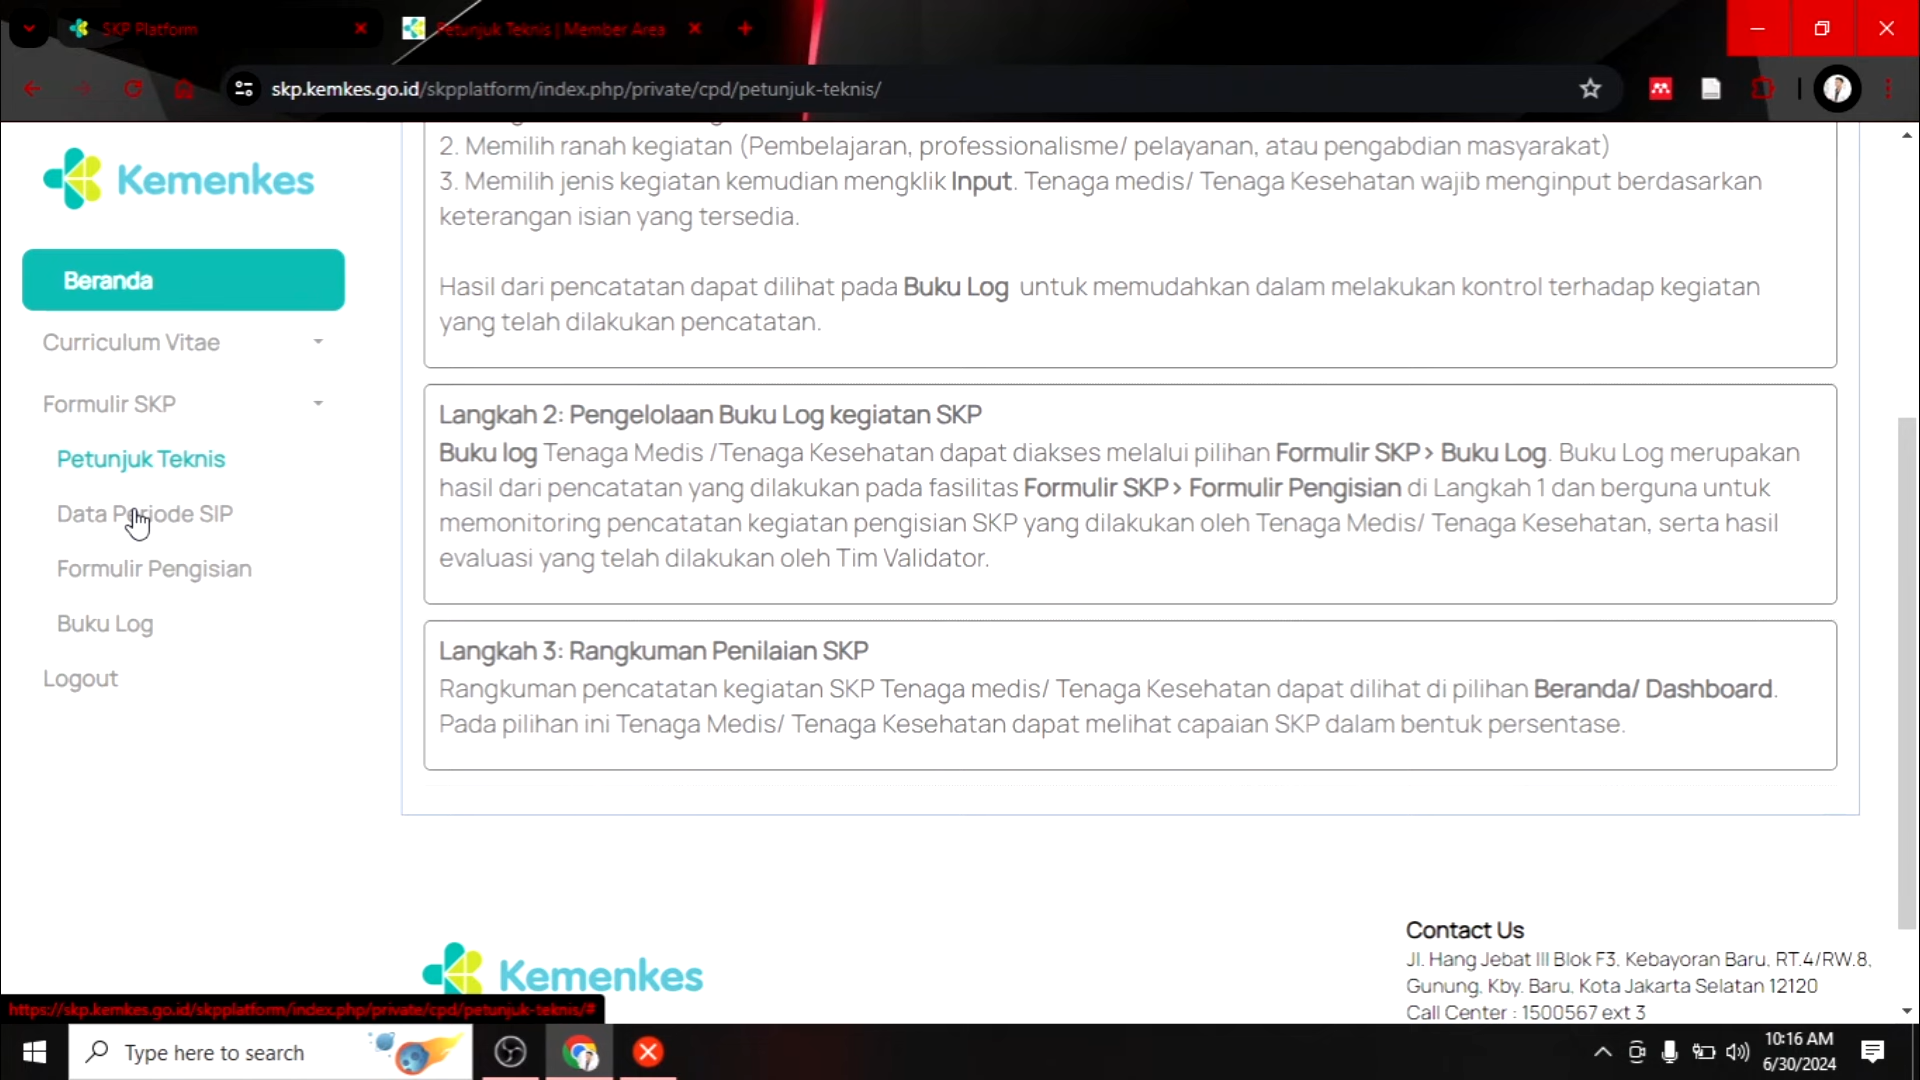 SKP Platform
Petunjuk Teknis | Member Area
skp.kemkes.go.id/skpplatform/index.php/private/cpd/petunjuk-teknis/
Kemenkes
Beranda
Curriculum Vitae
Formulir SKP
Petunjuk Teknis
Data Periode SIP
Formulir Pengisian
Buku Log
Logout
2. Memilih ranah kegiatan (Pembelajaran, professionalisme/ pelayanan, atau pengabdian masyarakat)
3. Memilih jenis kegiatan kemudian mengklik Input. Tenaga medis/ Tenaga Kesehatan wajib menginput berdasarkan
keterangan isian yang tersedia.
Hasil dari pencatatan dapat dilihat pada Buku Log untuk memudahkan dalam melakukan kontrol terhadap kegiatan
yang telah dilakukan pencatatan.
Langkah 2: Pengelolaan Buku Log kegiatan SKP
Buku log Tenaga Medis /Tenaga Kesehatan dapat diakses melalui pilihan Formulir SKP> Buku Log. Buku Log merupakan
hasil dari pencatatan yang dilakukan pada fasilitas Formulir SKP> Formulir Pengisian di Langkah 1 dan berguna untuk
memonitoring pencatatan kegiatan pengisian SKP yang dilakukan oleh Tenaga Medis/ Tenaga Kesehatan, serta hasil
evaluasi yang telah dilakukan oleh Tim Validator.
Langkah 3: Rangkuman Penilaian SKP
Rangkuman pencatatan kegiatan SKP Tenaga medis/ Tenaga Kesehatan dapat dilihat di pilihan Beranda/ Dashboard.
Pada pilihan ini Tenaga Medis/ Tenaga Kesehatan dapat melihat capaian SKP dalam bentuk persentase.
Kemenkes
Contact Us
Jl. Hang Jebat III Blok F3, Kebayoran Baru, RT.4/RW.8,
Gunung, Kby. Baru, Kota Jakarta Selatan 12120
Call Center : 1500567 ext 3
https://skp.kemkes.go.id/skpplatform/index.php/private/cpd/petunjuk-teknis/#
Type here to search
10:16 AM
6/30/2024